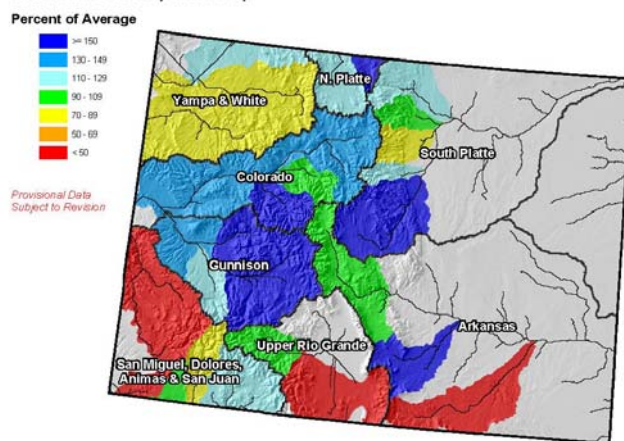 Percent of Average
>= 150
130 - 149
110 - 129
90 - 109
70 - 89
50 - 69
< 50
Provisional Data
Subject to Revision
N. Platte
Yampa & White
South Platte
Colorado
Gunnison
Arkansas
Upper Rio Grande
San Miguel, Dolores,
Animas & San Juan